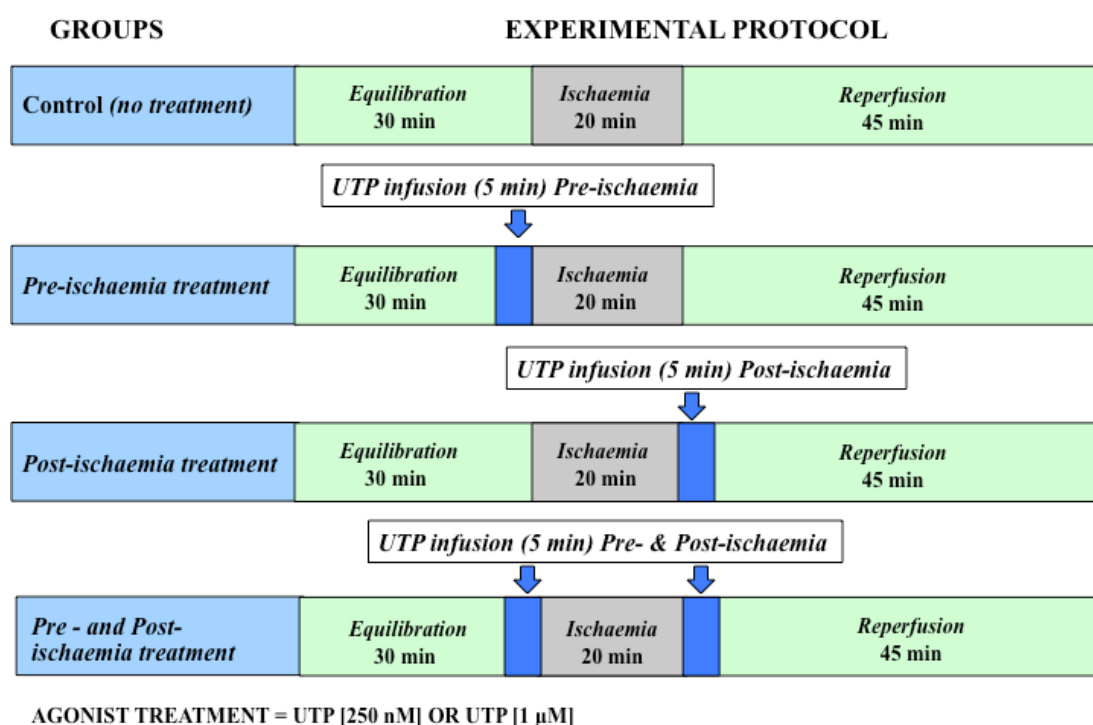 GROUPS
EXPERIMENTAL PROTOCOL
Control (no treatment)
Equilibration
30 min
Ischaemia
20 min
Reperfusion
45 min
UTP infusion (5 min) Pre-ischaemia
Pre-ischaemia treatment
Equilibration
30 min
Ischaemia
20 min
Reperfusion
45 min
UTP infusion (5 min) Post-ischaemia
Post-ischaemia treatment
Equilibration
30 min
Ischaemia
20 min
Reperfusion
45 min
UTP infusion (5 min) Pre- & Post-ischaemia
Pre - and Post-
ischaemia treatment
Equilibration
30 min
Ischaemia
20 min
Reperfusion
45 min
AGONIST TREATMENT = UTP [250 nM] OR UTP [1 µM]